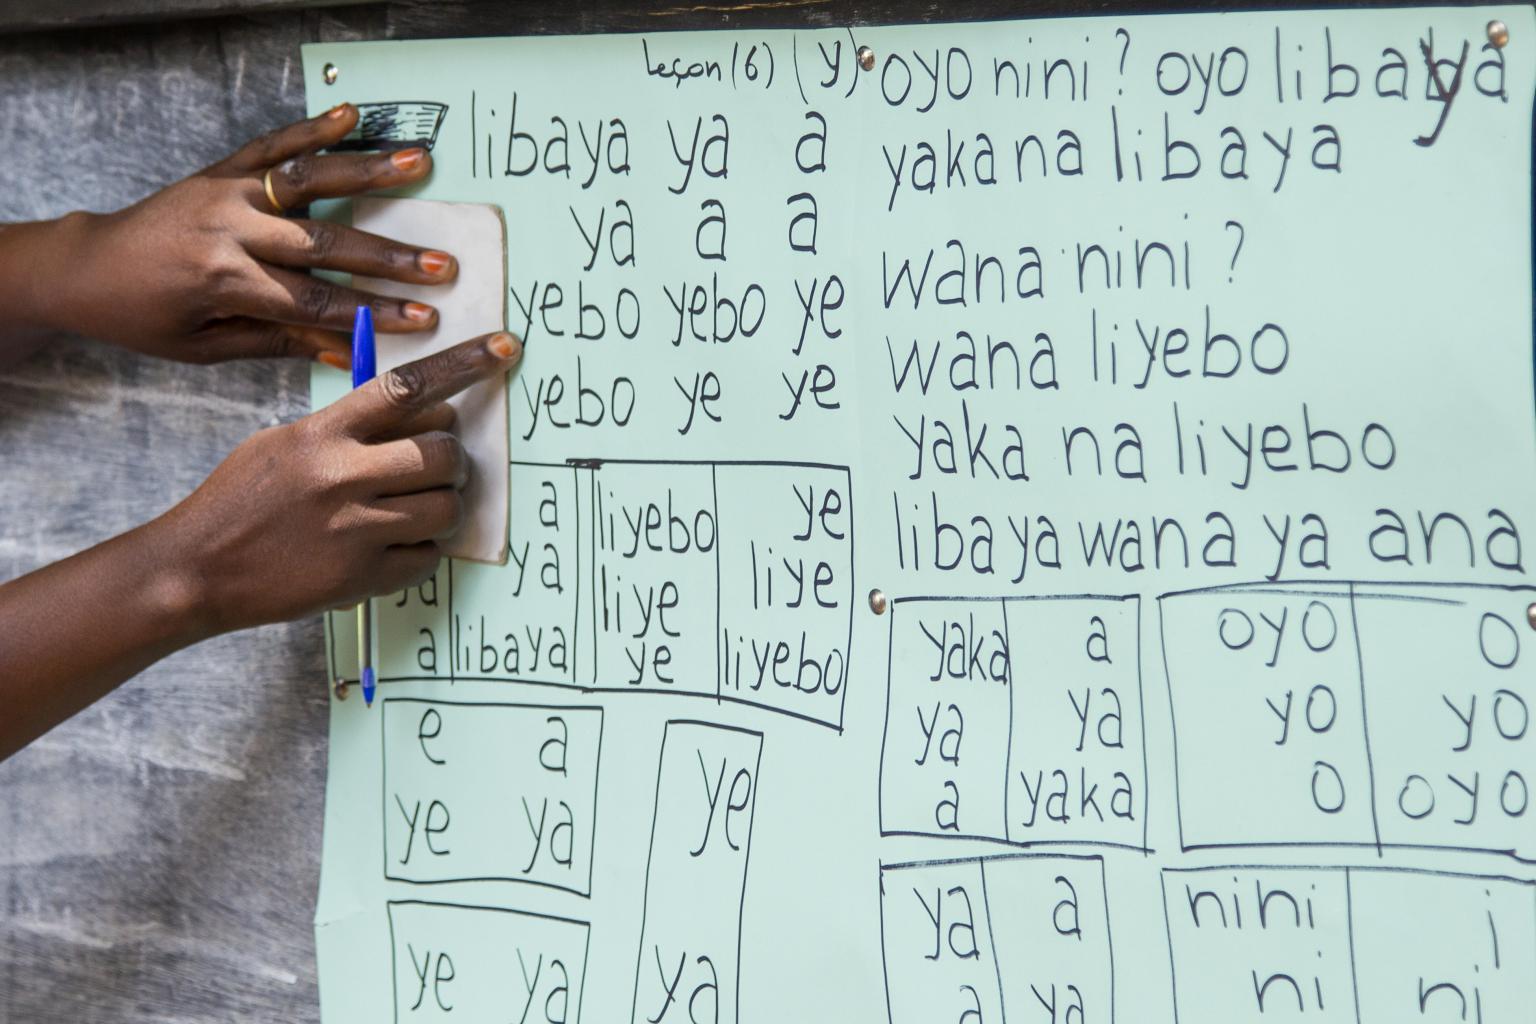 Leçon (6) (y)
libaya ya a
ya a a
yebo yebo ye
yebo ye ye
a
ya
ya
a libaya
liyebo ye
liye liye
ye liyebo
e a
ye ya
ye ya
ye
ya
oyo nini? oyo libaya
yaka na libaya
wana nini?
wana liyebo
yaka na liyebo
libaya wana ya ana
yaka a
ya ya
a yaka
oyo o
yo yo
o oyo
ya a
a ya
nini i
ni ni